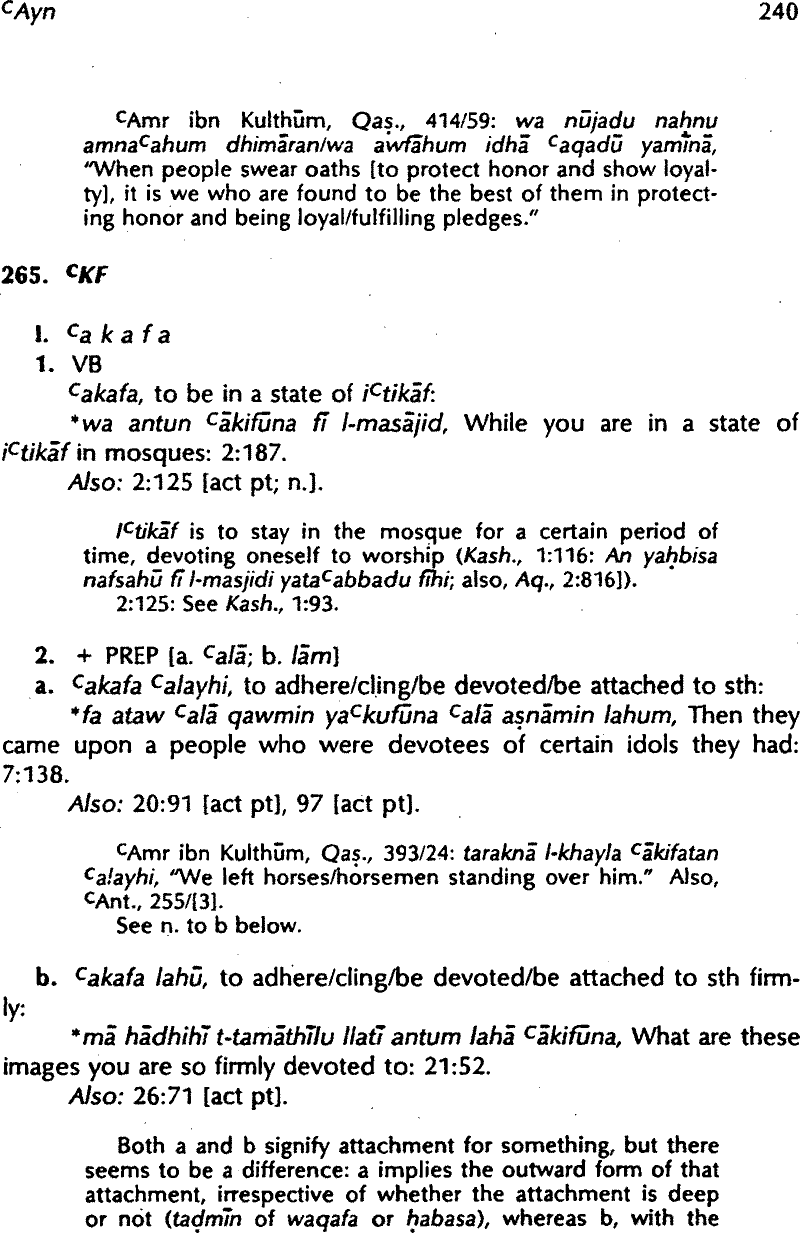 ᶜAyn 240
ᶜAmr ibn Kulthūm, Qaṣ., 414/59: wa nūjadu naḥnu
amnaᶜahum dhimāran/wa awfāhum idhā ᶜaqadū yamīnā,
"When people swear oaths [to protect honor and show loyal-
ty], it is we who are found to be the best of them in protect-
ing honor and being loyal/fulfilling pledges."
265. ᶜKF
I. ᶜa k a f a
1. VB
ᶜakafa, to be in a state of iᶜtikāf:
*wa antun ᶜākifūna fī l-masājid, While you are in a state of
iᶜtikāf in mosques: 2:187.
Also: 2:125 [act pt; n.].
Iᶜtikāf is to stay in the mosque for a certain period of
time, devoting oneself to worship (Kash., 1:116: An yaḥbisa
nafsahū fī l-masjidi yataᶜabbadu fīhi; also, Aq., 2:816]).
2:125: See Kash., 1:93.
2. + PREP [a. ᶜalā; b. lām]
a. ᶜakafa ᶜalayhi, to adhere/cling/be devoted/be attached to sth:
*fa ataw ᶜalā qawmin yaᶜkufūna ᶜalā aṣnāmin lahum, Then they
came upon a people who were devotees of certain idols they had:
7:138.
Also: 20:91 [act pt], 97 [act pt].
ᶜAmr ibn Kulthūm, Qaṣ., 393/24: taraknā l-khayla ᶜākifatan
ᶜalayhi, "We left horses/horsemen standing over him." Also,
ᶜAnt., 255/[3].
See n. to b below.
b. ᶜakafa lahū, to adhere/cling/be devoted/be attached to sth firm-
ly:
*mā hādhihī t-tamāthīlu llatī antum lahā ᶜākifūna, What are these
images you are so firmly devoted to: 21:52.
Also: 26:71 [act pt].
Both a and b signify attachment for something, but there
seems to be a difference: a implies the outward form of that
attachment, irrespective of whether the attachment is deep
or not (taḍmīn of waqafa or ḥabasa), whereas b, with the